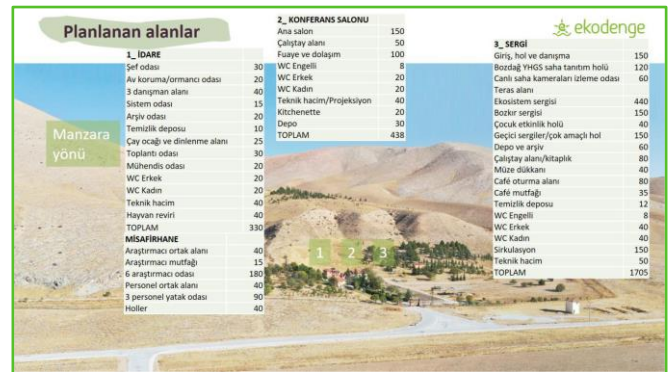 Planlanan alanlar
ekodenge
Manzara
yönü
1_ İDARE
Şef odası 30
Av koruma/ormancı odası 20
3 danışman alanı 40
Sistem odası 15
Arşiv odası 20
Temizlik deposu 10
Çay ocağı ve dinlenme alanı 25
Toplantı odası 30
Mühendis odası 20
WC Erkek 20
WC Kadın 20
Teknik hacim 40
Hayvan reviri 40
TOPLAM 330
MİSAFİRHANE
Araştırmacı ortak alanı 40
Araştırmacı mutfağı 15
6 araştırmacı odası 180
Personel ortak alanı 40
3 personel yatak odası 90
Holler 40
2_ KONFERANS SALONU
Ana salon 150
Çalıştay alanı 50
Fuaye ve dolaşım 100
WC Engelli 8
WC Erkek 20
WC Kadın 20
Teknik hacim/Projeksiyon 40
Kitchenette 20
Depo 30
TOPLAM 438
3_ SERGİ
Giriş, hol ve danışma 150
Bozdağ YHGS saha tanıtım holü 120
Canlı saha kameraları izleme odası 60
Teras alanı
Ekosistem sergisi 440
Bozkır sergisi 150
Çocuk etkinlik holü 40
Geçici sergiler/çok amaçlı hol 150
Depo ve arşiv 60
Çalıştay alanı/kitaplık 80
Müze dükkanı 40
Café oturma alanı 80
Café mutfağı 35
Temizlik deposu 12
WC Engelli 8
WC Erkek 40
WC Kadın 40
Sirkulasyon 150
Teknik hacim 50
TOPLAM 1705
1 2 3